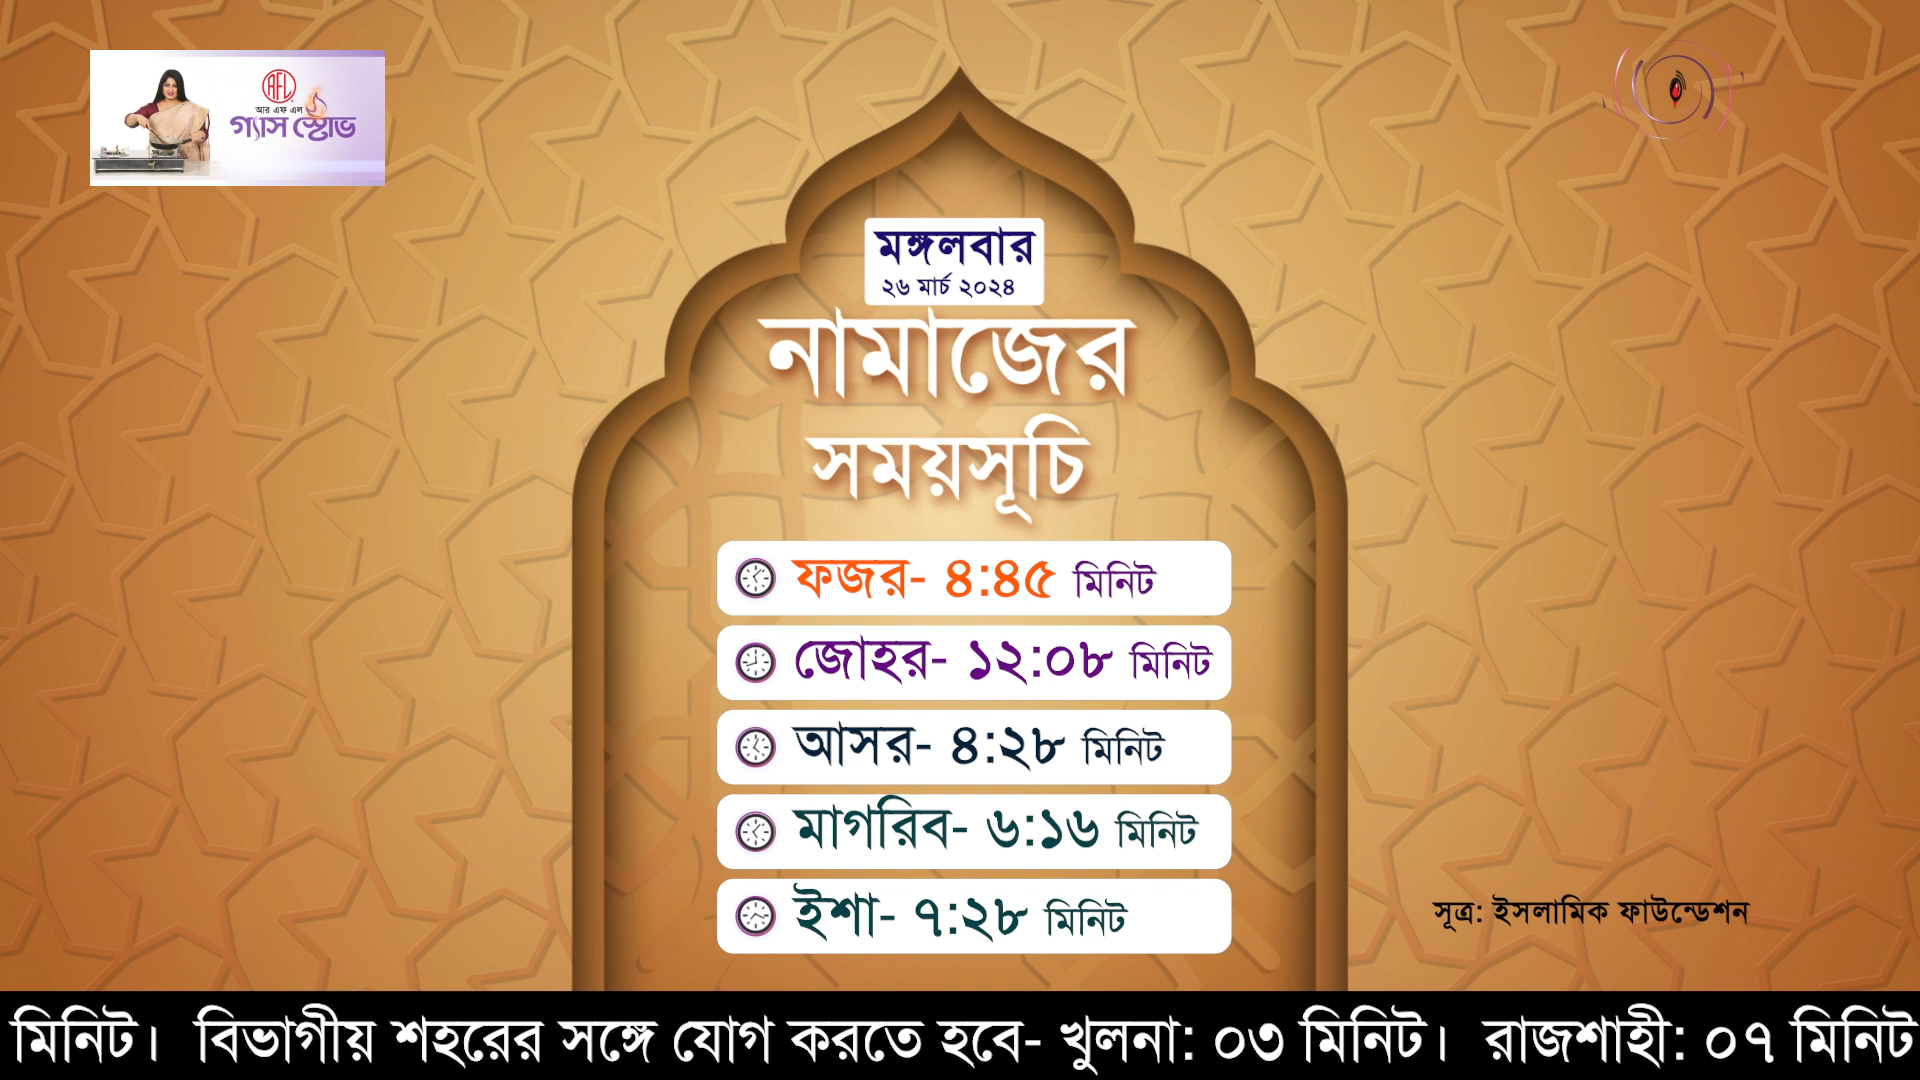 RFL
আর এফ এল
গ্যাস স্টোভ
মঙ্গলবার
২৬ মার্চ ২০২৪
নামাজের
সময়সূচি
ফজর- ৪:৪৫ মিনিট
জোহর- ১২:০৮ মিনিট
আসর- ৪:২৮ মিনিট
মাগরিব- ৬:১৬ মিনিট
ইশা- ৭:২৮ মিনিট
সূত্র: ইসলামিক ফাউন্ডেশন
মিনিট। বিভাগীয় শহরের সঙ্গে যোগ করতে হবে- খুলনা: ০৩ মিনিট। রাজশাহী: ০৭ মিনিট